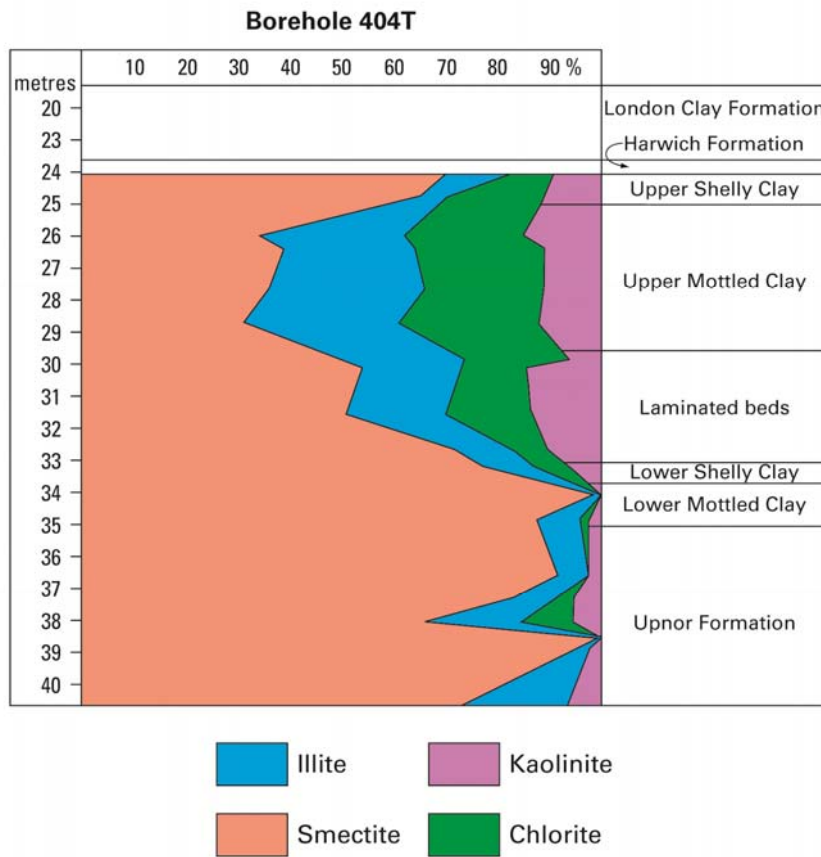 Borehole 404T
10 20 30 40 50 60 70 80 90 %
metres
20
23
24
25
26
27
28
29
30
31
32
33
34
35
36
37
38
39
40
London Clay Formation
Harwich Formation
Upper Shelly Clay
Upper Mottled Clay
Laminated beds
Lower Shelly Clay
Lower Mottled Clay
Upnor Formation
Illite
Kaolinite
Smectite
Chlorite